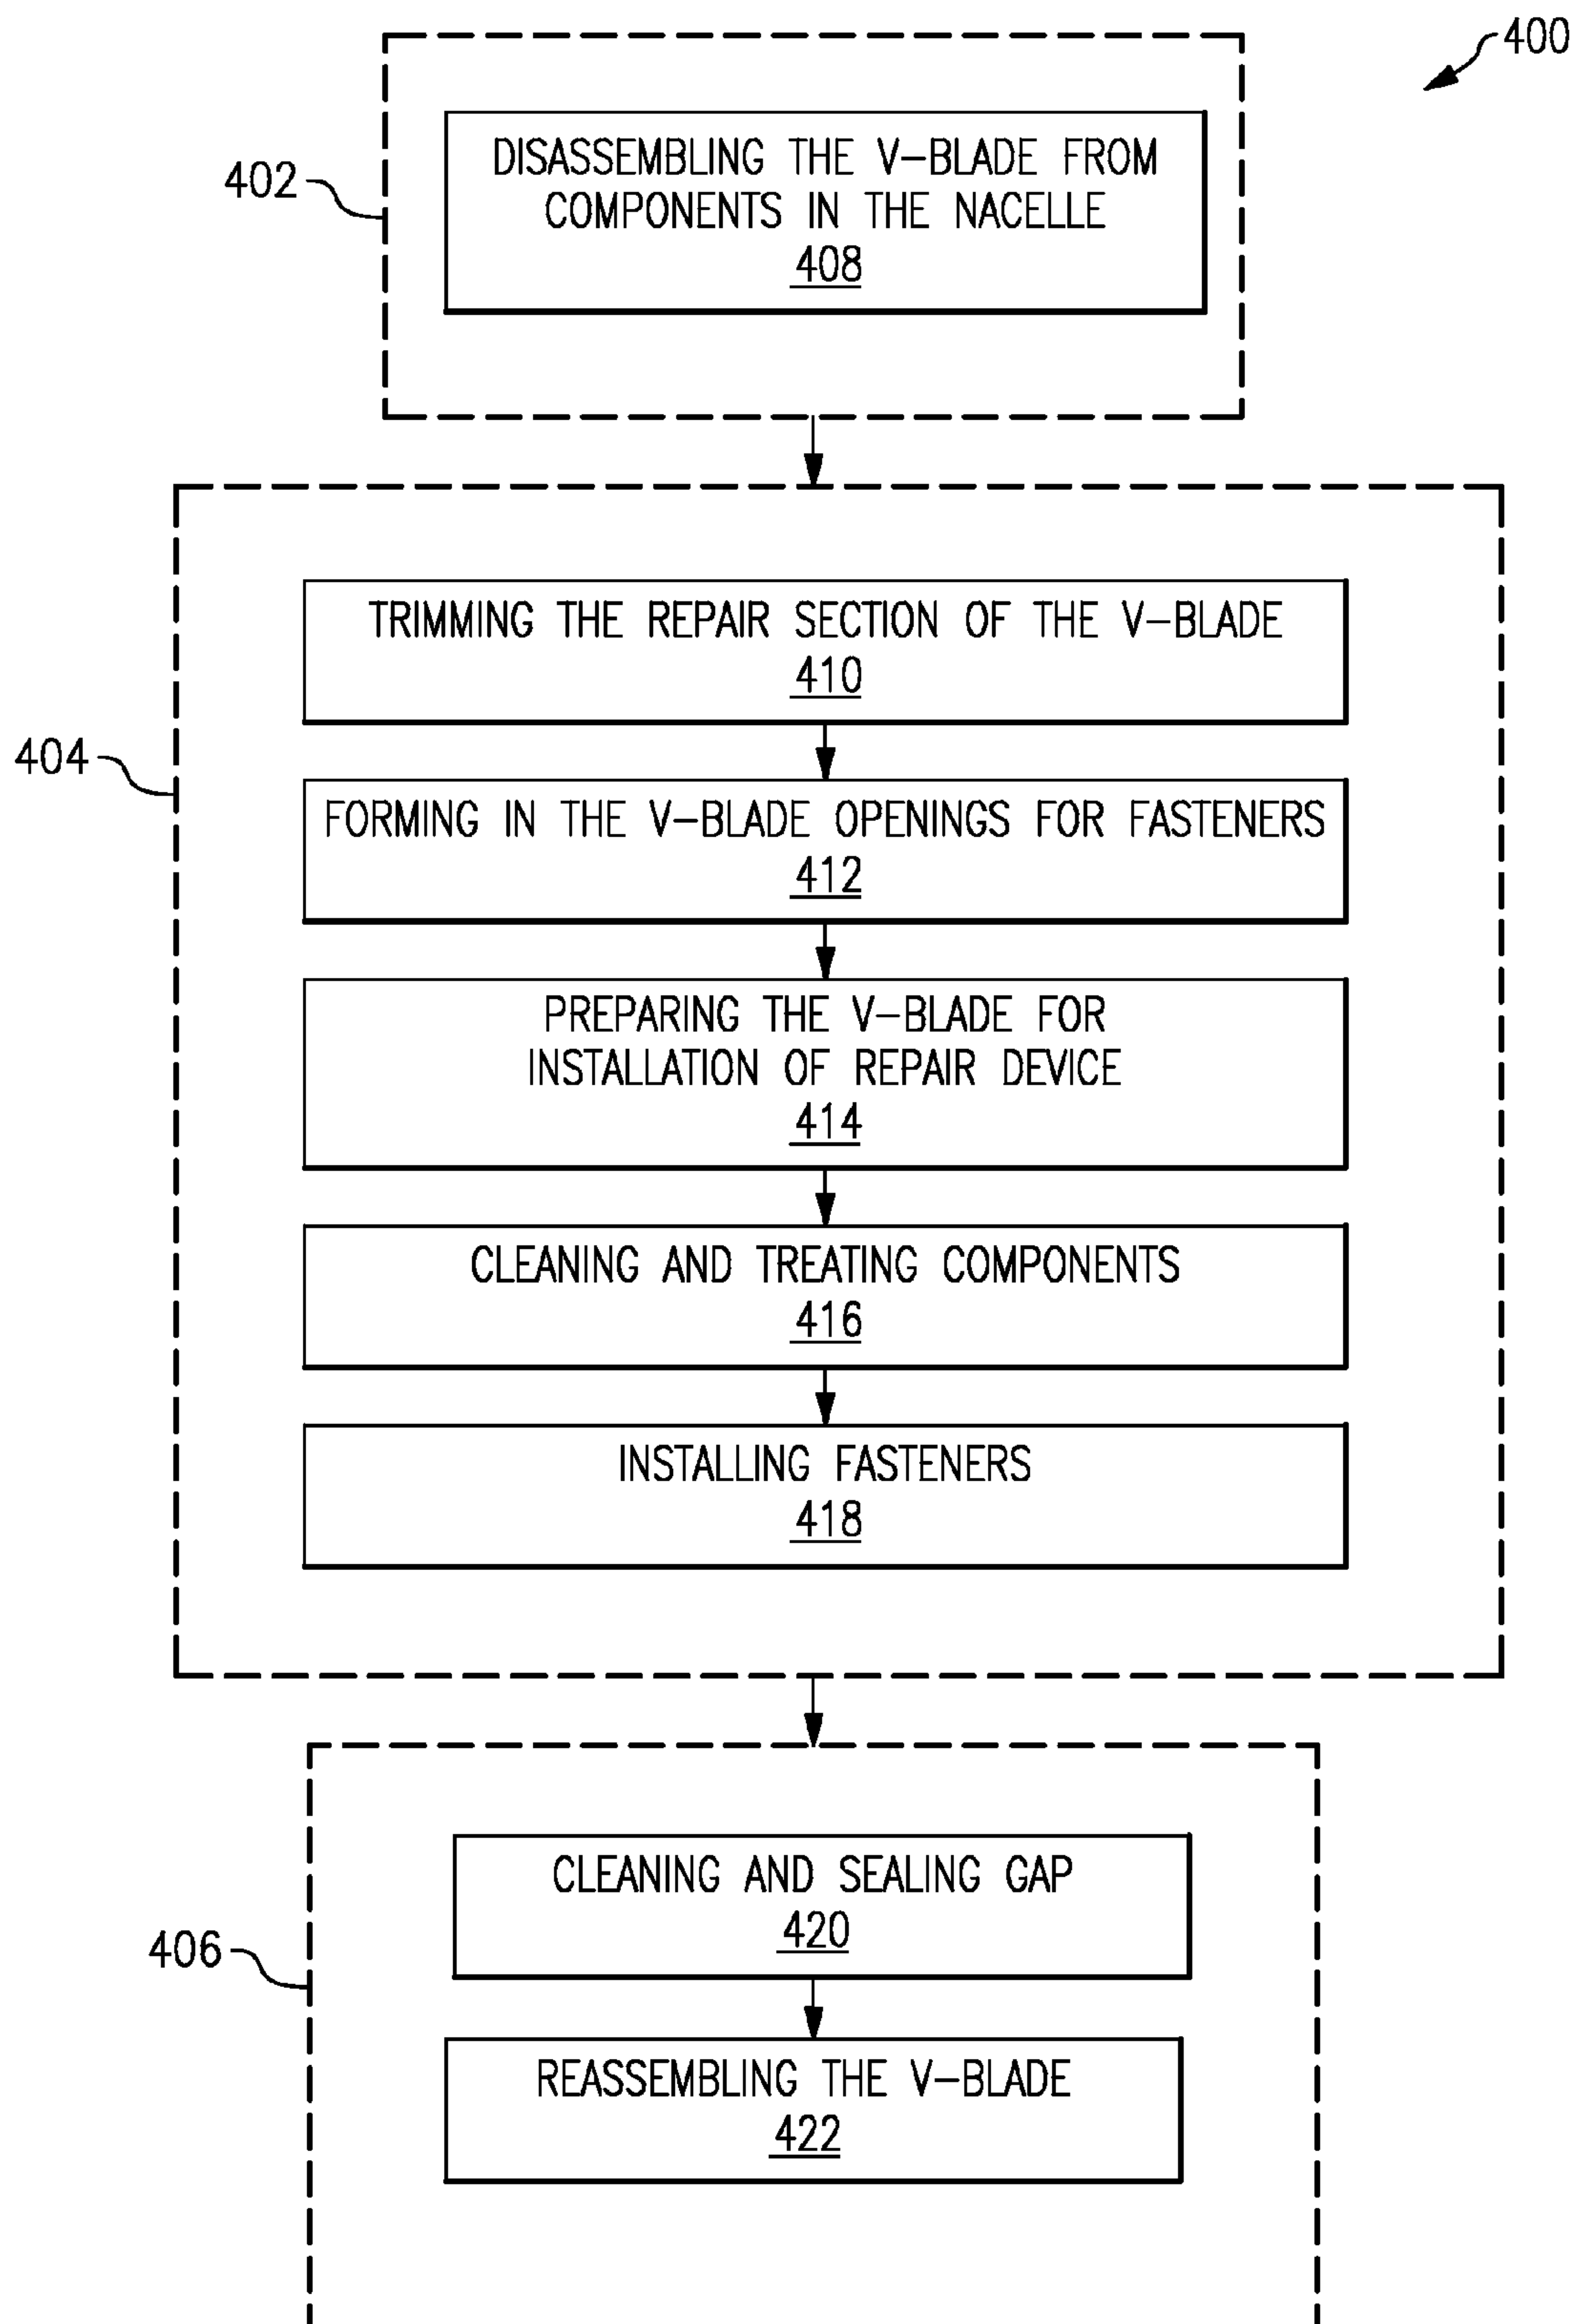 400
402
DISASSEMBLING THE V-BLADE FROM
COMPONENTS IN THE NACELLE
408
404
TRIMMING THE REPAIR SECTION OF THE V-BLADE
410
FORMING IN THE V-BLADE OPENINGS FOR FASTENERS
412
PREPARING THE V-BLADE FOR
INSTALLATION OF REPAIR DEVICE
414
CLEANING AND TREATING COMPONENTS
416
INSTALLING FASTENERS
418
406
CLEANING AND SEALING GAP
420
REASSEMBLING THE V-BLADE
422